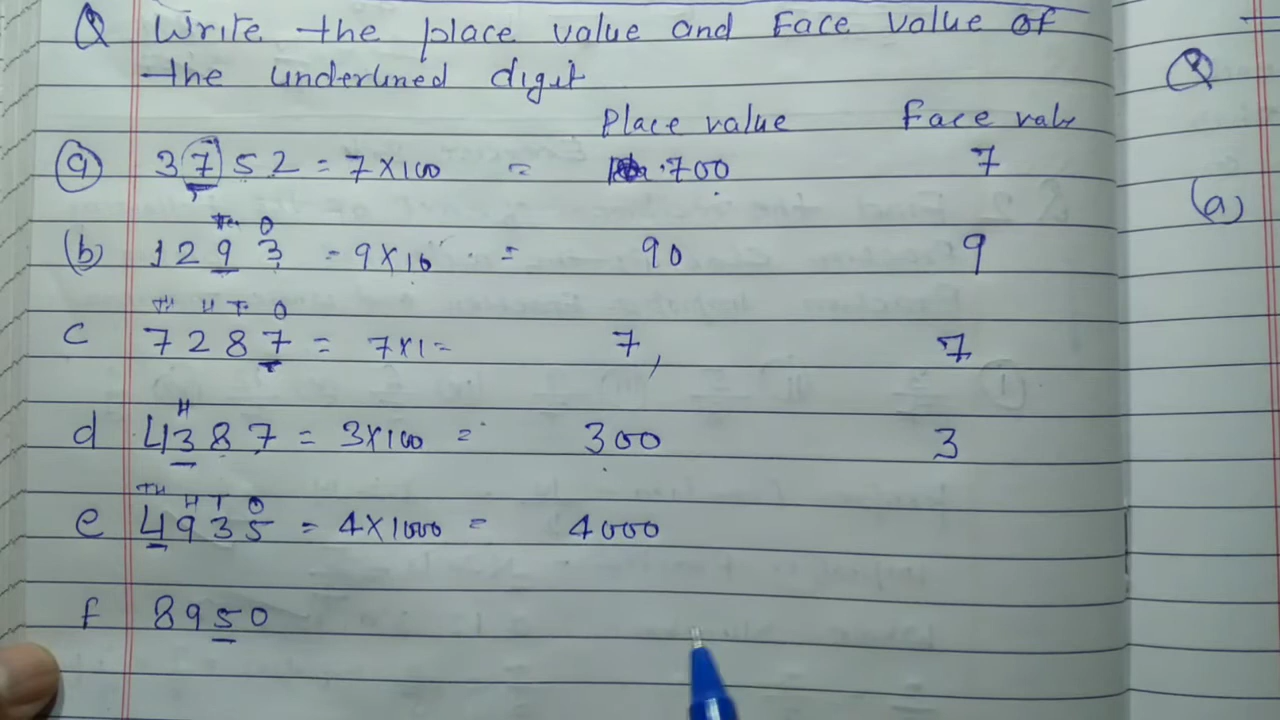 Q Write the place value and Face value of
the underlined digit
Place value Face valu
(a) 3752 = 7×100 = 700 7
T O
(b) 1293 = 9×10 = 90 9
TH H T O
c 7287 = 7×1= 7, 7
H
d 4387 = 3×100 = 300 3
TH H T O
e 4935 = 4×1000 = 4000
f 8950
Q
(a)